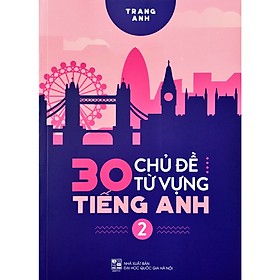 TRANG
ANH
30 CHỦ ĐỀ
TỪ VỰNG
TIẾNG ANH
2
NHÀ XUẤT BẢN
ĐẠI HỌC QUỐC GIA HÀ NỘI